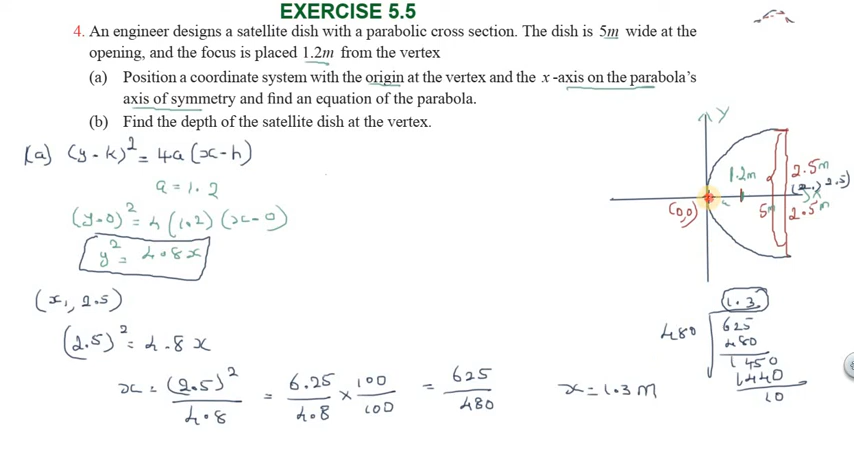 EXERCISE 5.5
4. An engineer designs a satellite dish with a parabolic cross section. The dish is 5m wide at the
opening, and the focus is placed 1.2m from the vertex
(a) Position a coordinate system with the origin at the vertex and the x -axis on the parabola's
axis of symmetry and find an equation of the parabola.
(b) Find the depth of the satellite dish at the vertex.
(a) (y - k)² = 4a (x - h)
a = 1.2
(y-0)² = 4 (1.2) (x - 0)
y² = 4.8x
(x, 2.5)
(2.5)² = 4.8x
x = (2.5)² / 4.8 = 6.25 / 4.8 × 100 / 100 = 625 / 480
x = 1.3 m
y
1.2m
2.5m
2.5)
x
(0,0)
5m
2.5m
1.3
480
625
480
1450
1440
10